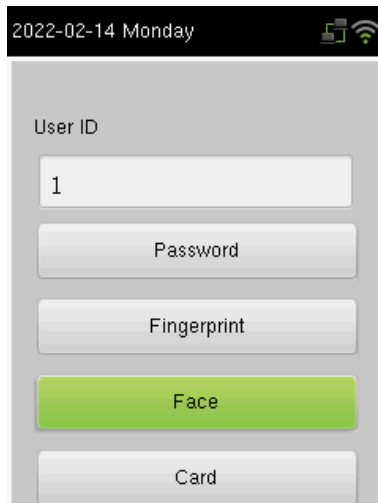 2022-02-14 Monday
User ID
1
Password
Fingerprint
Face
Card